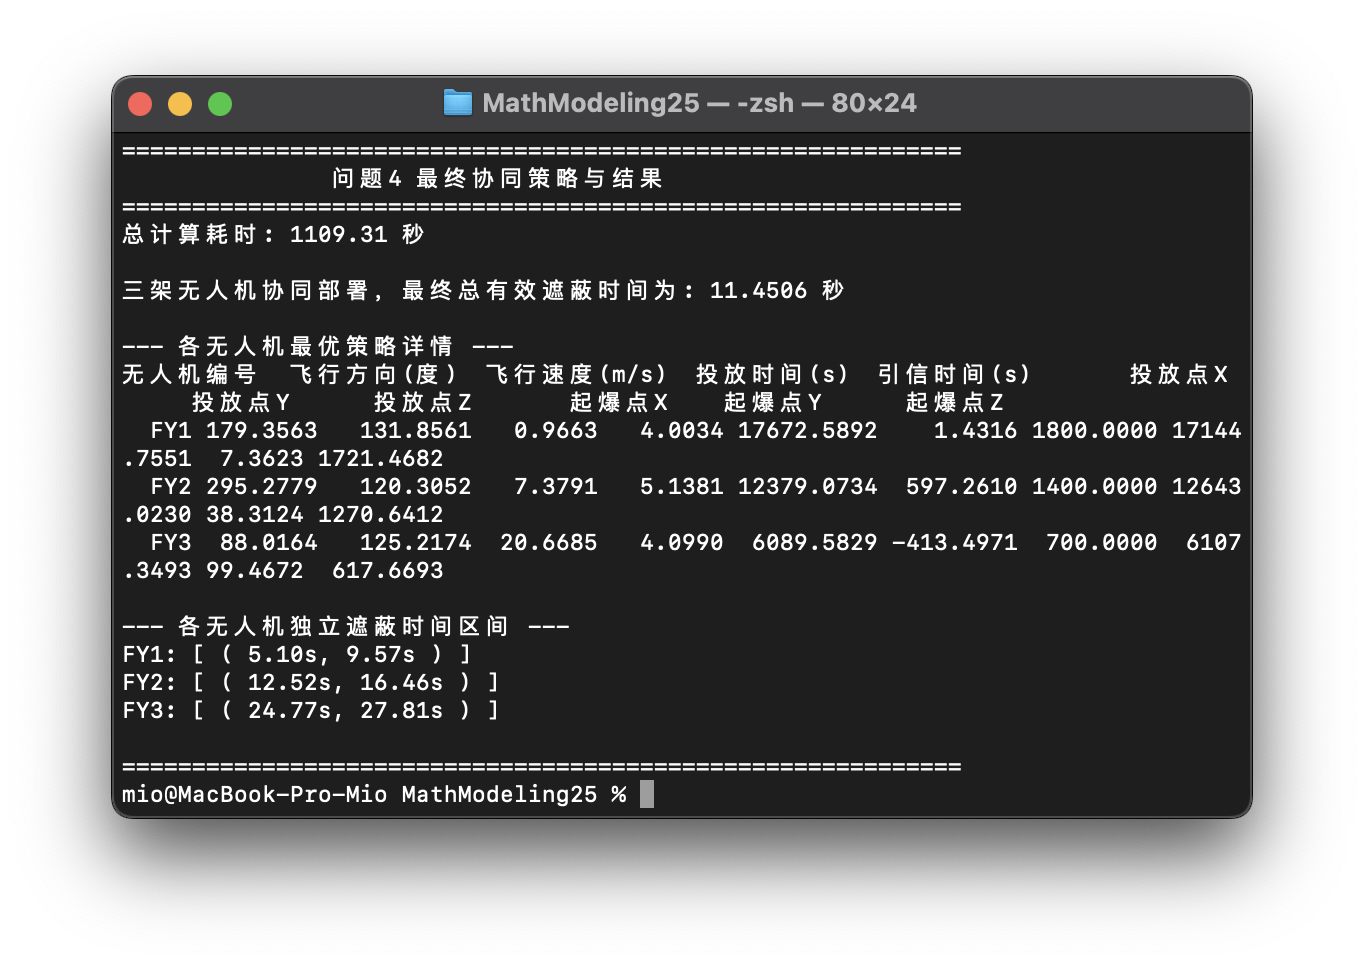 MathModeling25 — -zsh — 80×24
============================================================
问题4 最终协同策略与结果
============================================================
总计算耗时: 1109.31 秒
三架无人机协同部署, 最终总有效遮蔽时间为: 11.4506 秒
--- 各无人机最优策略详情 ---
无人机编号 飞行方向(度) 飞行速度(m/s) 投放时间(s) 引信时间(s) 投放点X
投放点Y 投放点Z 起爆点X 起爆点Y 起爆点Z
FY1 179.3563 131.8561 0.9663 4.0034 17672.5892 1.4316 1800.0000 17144
.7551 7.3623 1721.4682
FY2 295.2779 120.3052 7.3791 5.1381 12379.0734 597.2610 1400.0000 12643
.0230 38.3124 1270.6412
FY3 88.0164 125.2174 20.6685 4.0990 6089.5829 -413.4971 700.0000 6107
.3493 99.4672 617.6693
--- 各无人机独立遮蔽时间区间 ---
FY1: [ ( 5.10s, 9.57s ) ]
FY2: [ ( 12.52s, 16.46s ) ]
FY3: [ ( 24.77s, 27.81s ) ]
============================================================
mio@MacBook-Pro-Mio MathModeling25 %